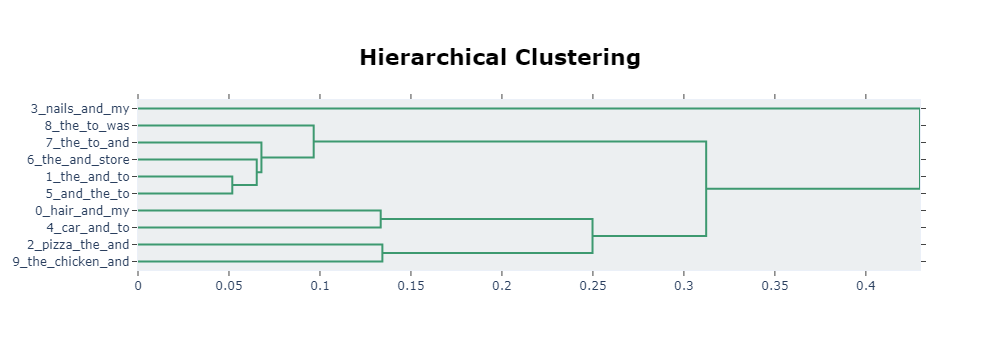 Hierarchical Clustering
3_nails_and_my
8_the_to_was
7_the_to_and
6_the_and_store
1_the_and_to
5_and_the_to
0_hair_and_my
4_car_and_to
2_pizza_the_and
9_the_chicken_and
0 0.05 0.1 0.15 0.2 0.25 0.3 0.35 0.4